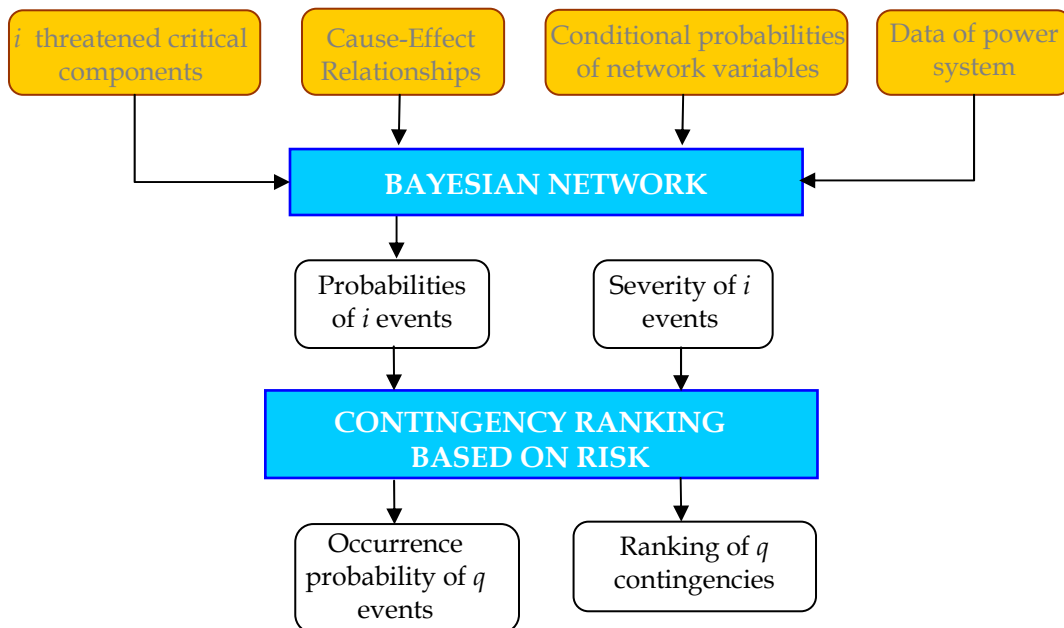 i threatened critical
components
Cause-Effect
Relationships
Conditional probabilities
of network variables
Data of power
system
BAYESIAN NETWORK
Probabilities
of i events
Severity of i
events
CONTINGENCY RANKING
BASED ON RISK
Occurrence
probability of q
events
Ranking of q
contingencies